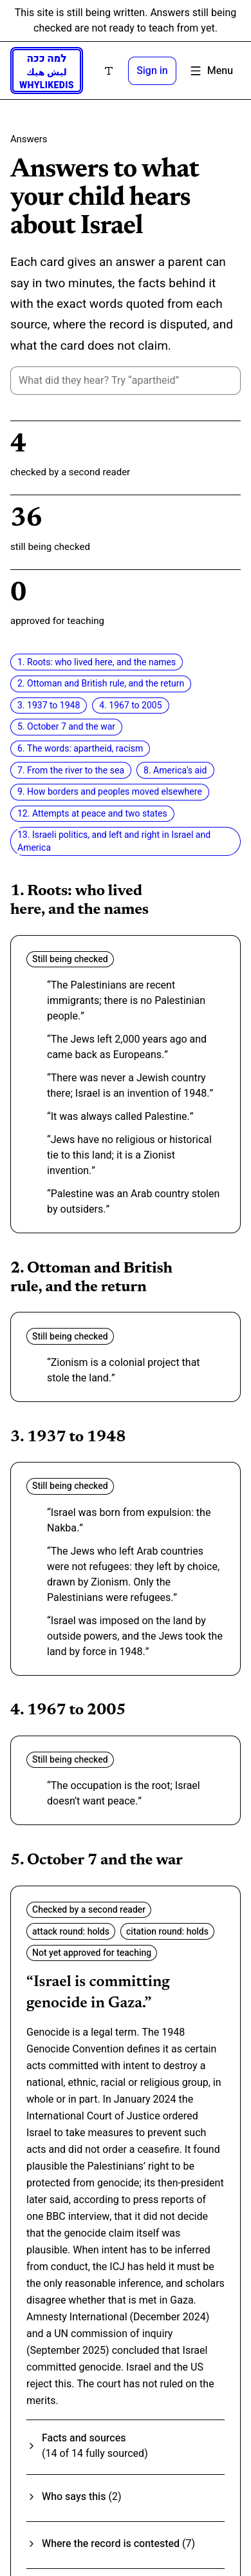 This site is still being written. Answers still being
checked are not ready to teach from yet.
למה ככה
ليش هيك
WHYLIKEDIS
T
Sign in
Menu
Answers
Answers to what
your child hears
about Israel
Each card gives an answer a parent can
say in two minutes, the facts behind it
with the exact words quoted from each
source, where the record is disputed, and
what the card does not claim.
What did they hear? Try “apartheid”
4
checked by a second reader
36
still being checked
0
approved for teaching
1. Roots: who lived here, and the names
2. Ottoman and British rule, and the return
3. 1937 to 1948
4. 1967 to 2005
5. October 7 and the war
6. The words: apartheid, racism
7. From the river to the sea
8. America's aid
9. How borders and peoples moved elsewhere
12. Attempts at peace and two states
13. Israeli politics, and left and right in Israel and
America
1. Roots: who lived
here, and the names
Still being checked
“The Palestinians are recent
immigrants; there is no Palestinian
people.”
“The Jews left 2,000 years ago and
came back as Europeans.”
“There was never a Jewish country
there; Israel is an invention of 1948.”
“It was always called Palestine.”
“Jews have no religious or historical
tie to this land; it is a Zionist
invention.”
“Palestine was an Arab country stolen
by outsiders.”
2. Ottoman and British
rule, and the return
Still being checked
“Zionism is a colonial project that
stole the land.”
3. 1937 to 1948
Still being checked
“Israel was born from expulsion: the
Nakba.”
“The Jews who left Arab countries
were not refugees: they left by choice,
drawn by Zionism. Only the
Palestinians were refugees.”
“Israel was imposed on the land by
outside powers, and the Jews took the
land by force in 1948.”
4. 1967 to 2005
Still being checked
“The occupation is the root; Israel
doesn’t want peace.”
5. October 7 and the war
Checked by a second reader
attack round: holds
citation round: holds
Not yet approved for teaching
“Israel is committing
genocide in Gaza.”
Genocide is a legal term. The 1948
Genocide Convention defines it as certain
acts committed with intent to destroy a
national, ethnic, racial or religious group, in
whole or in part. In January 2024 the
International Court of Justice ordered
Israel to take measures to prevent such
acts and did not order a ceasefire. It found
plausible the Palestinians’ right to be
protected from genocide; its then-president
later said, according to press reports of
one BBC interview, that it did not decide
that the genocide claim itself was
plausible. When intent has to be inferred
from conduct, the ICJ has held it must be
the only reasonable inference, and scholars
disagree whether that is met in Gaza.
Amnesty International (December 2024)
and a UN commission of inquiry
(September 2025) concluded that Israel
committed genocide. Israel and the US
reject this. The court has not ruled on the
merits.
Facts and sources
(14 of 14 fully sourced)
Who says this (2)
Where the record is contested (7)